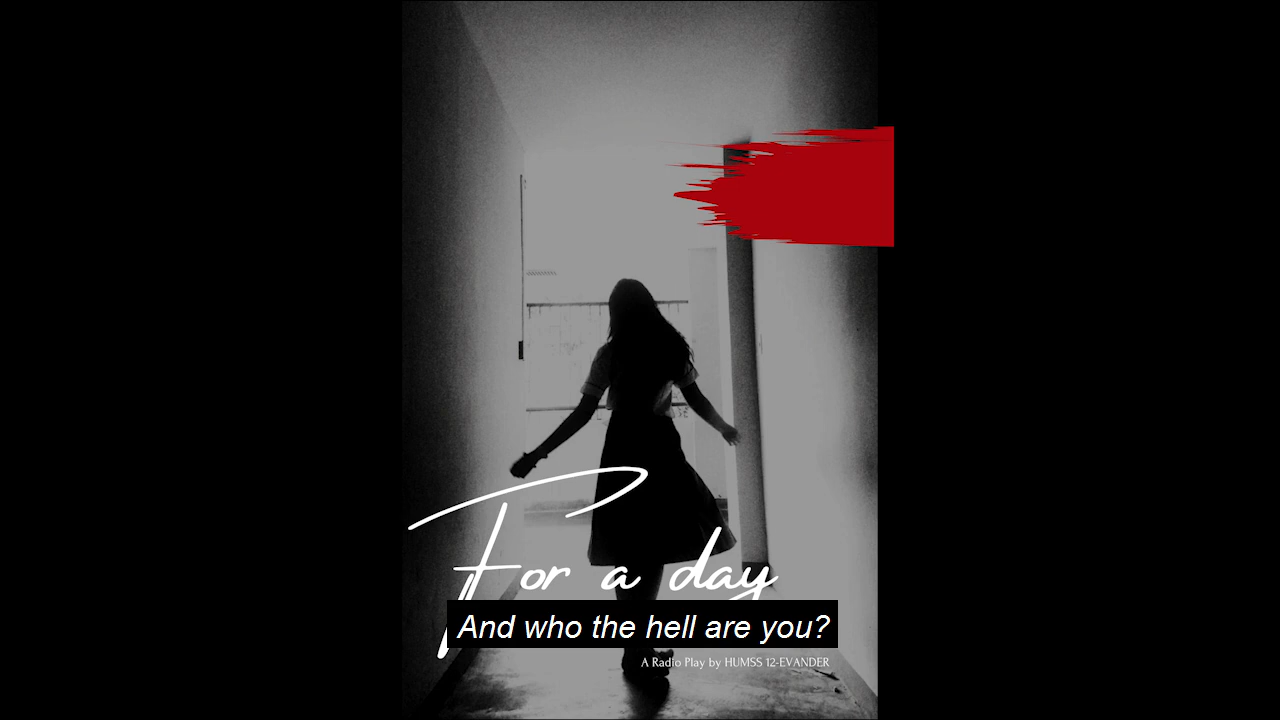 For a day
And who the hell are you?
A Radio Play by HUMSS 12-EVANDER